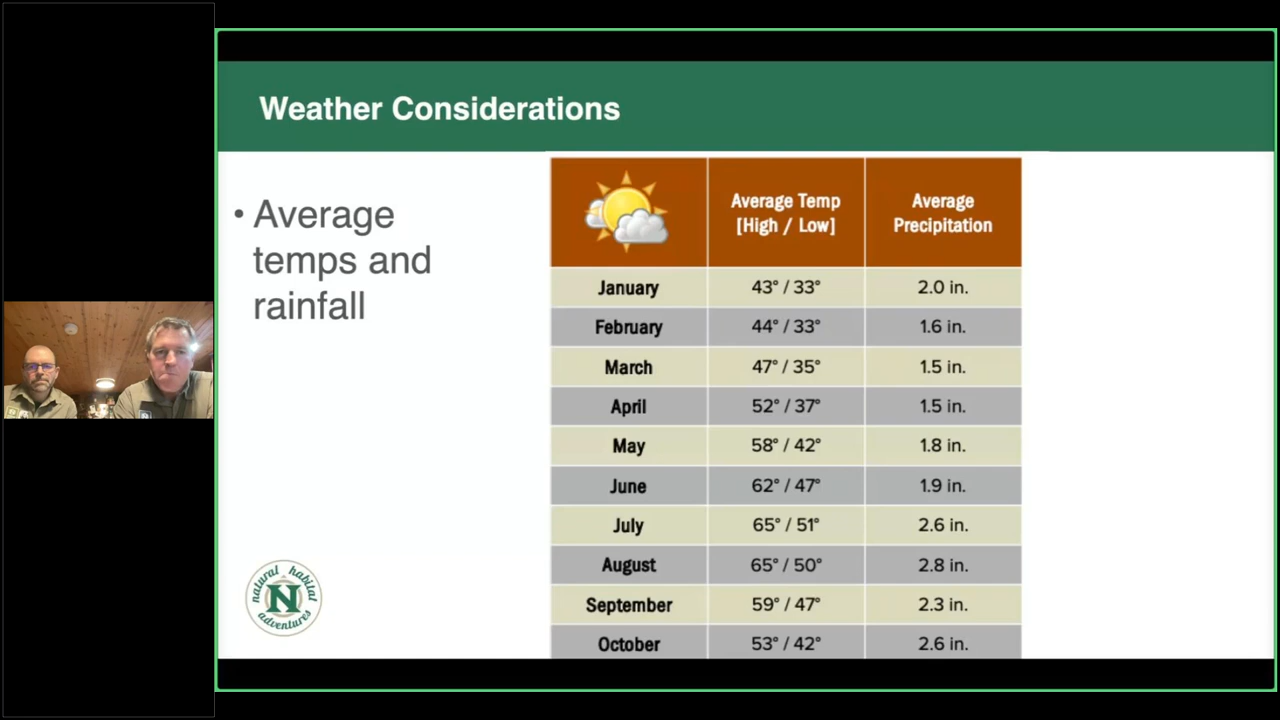 Weather Considerations
• Average
temps and
rainfall
Average Temp
[High / Low]
Average
Precipitation
January 43° / 33° 2.0 in.
February 44° / 33° 1.6 in.
March 47° / 35° 1.5 in.
April 52° / 37° 1.5 in.
May 58° / 42° 1.8 in.
June 62° / 47° 1.9 in.
July 65° / 51° 2.6 in.
August 65° / 50° 2.8 in.
September 59° / 47° 2.3 in.
October 53° / 42° 2.6 in.
natural habitat
N
adventures